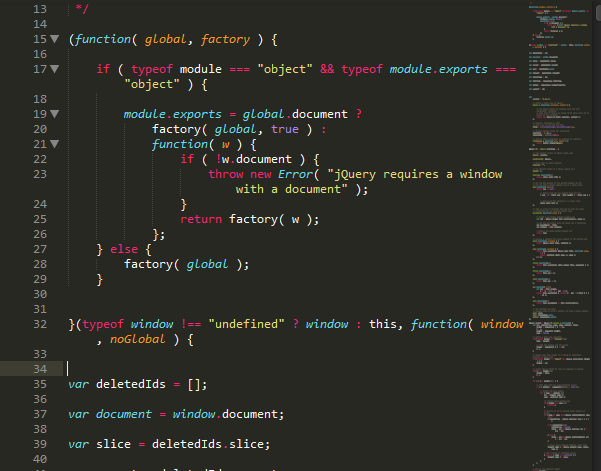 13 */
14
15 (function( global, factory ) {
16
17 if ( typeof module === "object" && typeof module.exports ===
"object" ) {
18
19 module.exports = global.document ?
20 factory( global, true ) :
21 function( w ) {
22 if ( !w.document ) {
23 throw new Error( "jQuery requires a window
with a document" );
24 }
25 return factory( w );
26 };
27 } else {
28 factory( global );
29 }
30
31
32 }(typeof window !== "undefined" ? window : this, function( window
, noGlobal ) {
33
34
35 var deletedIds = [];
36
37 var document = window.document;
38
39 var slice = deletedIds.slice;
40